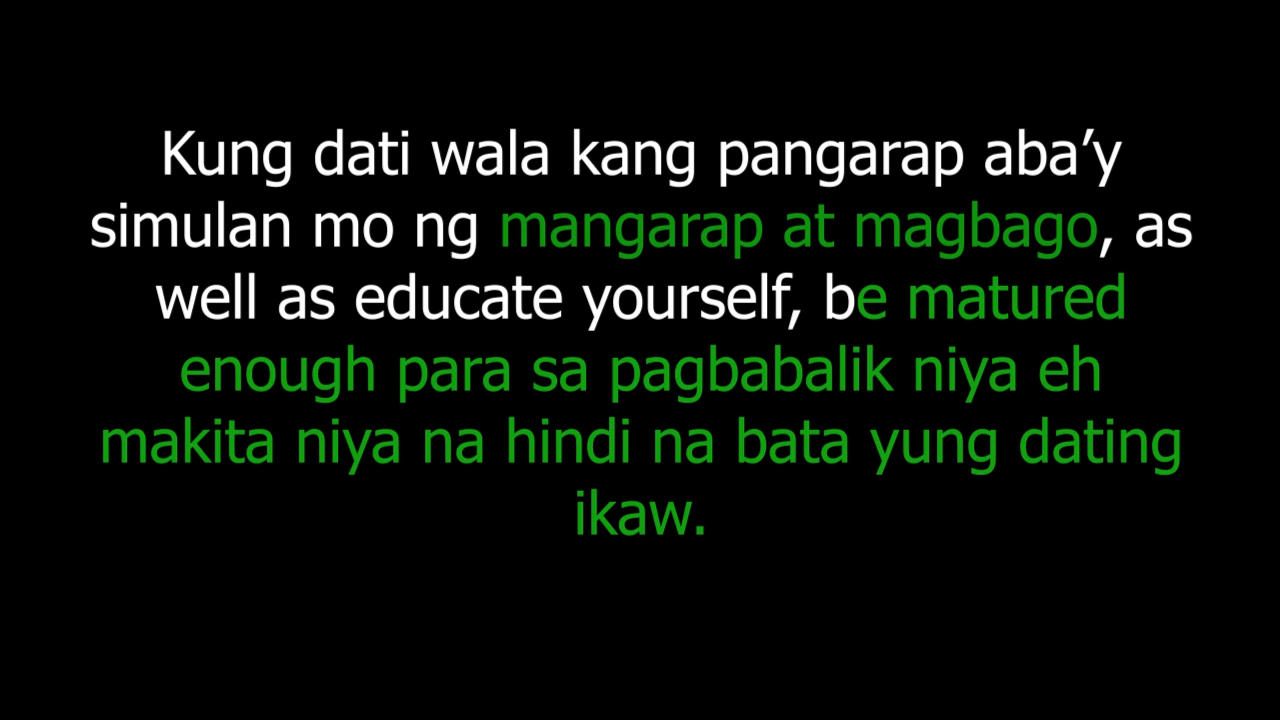 Kung dati wala kang pangarap aba’y
simulan mo ng mangarap at magbago, as
well as educate yourself, be matured
enough para sa pagbabalik niya eh
makita niya na hindi na bata yung dating
ikaw.